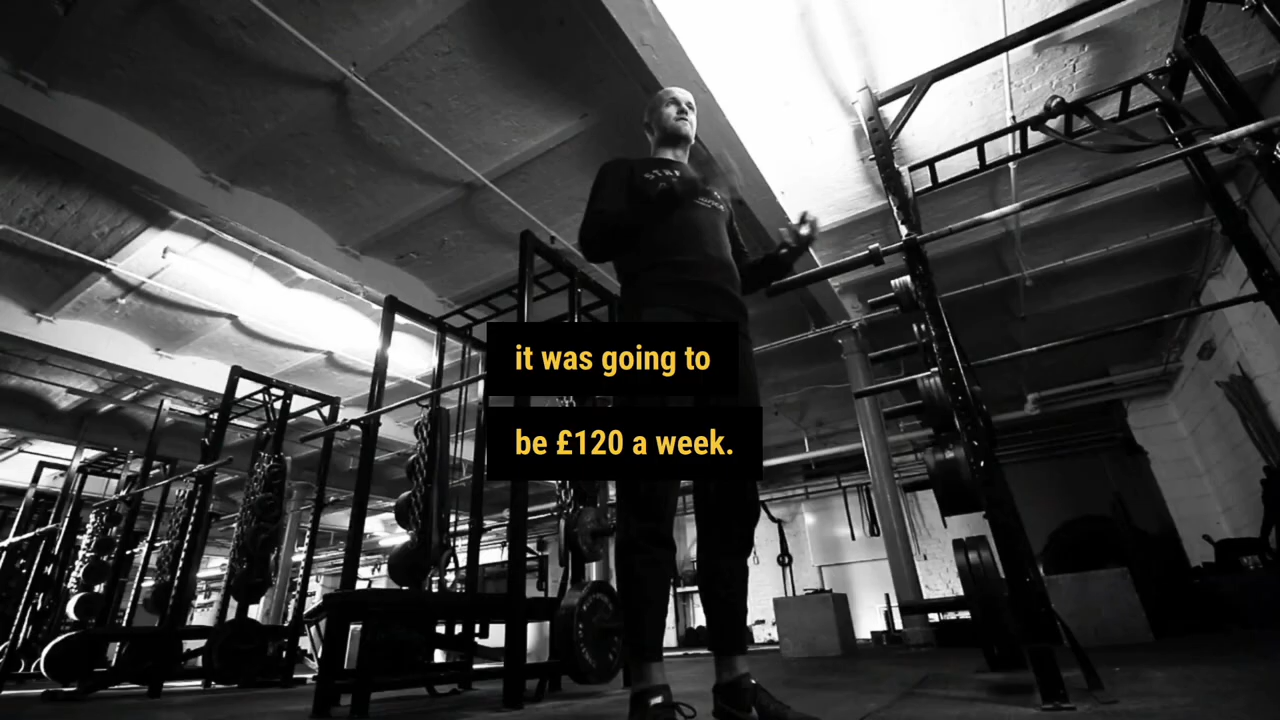 it was going to
be £120 a week.